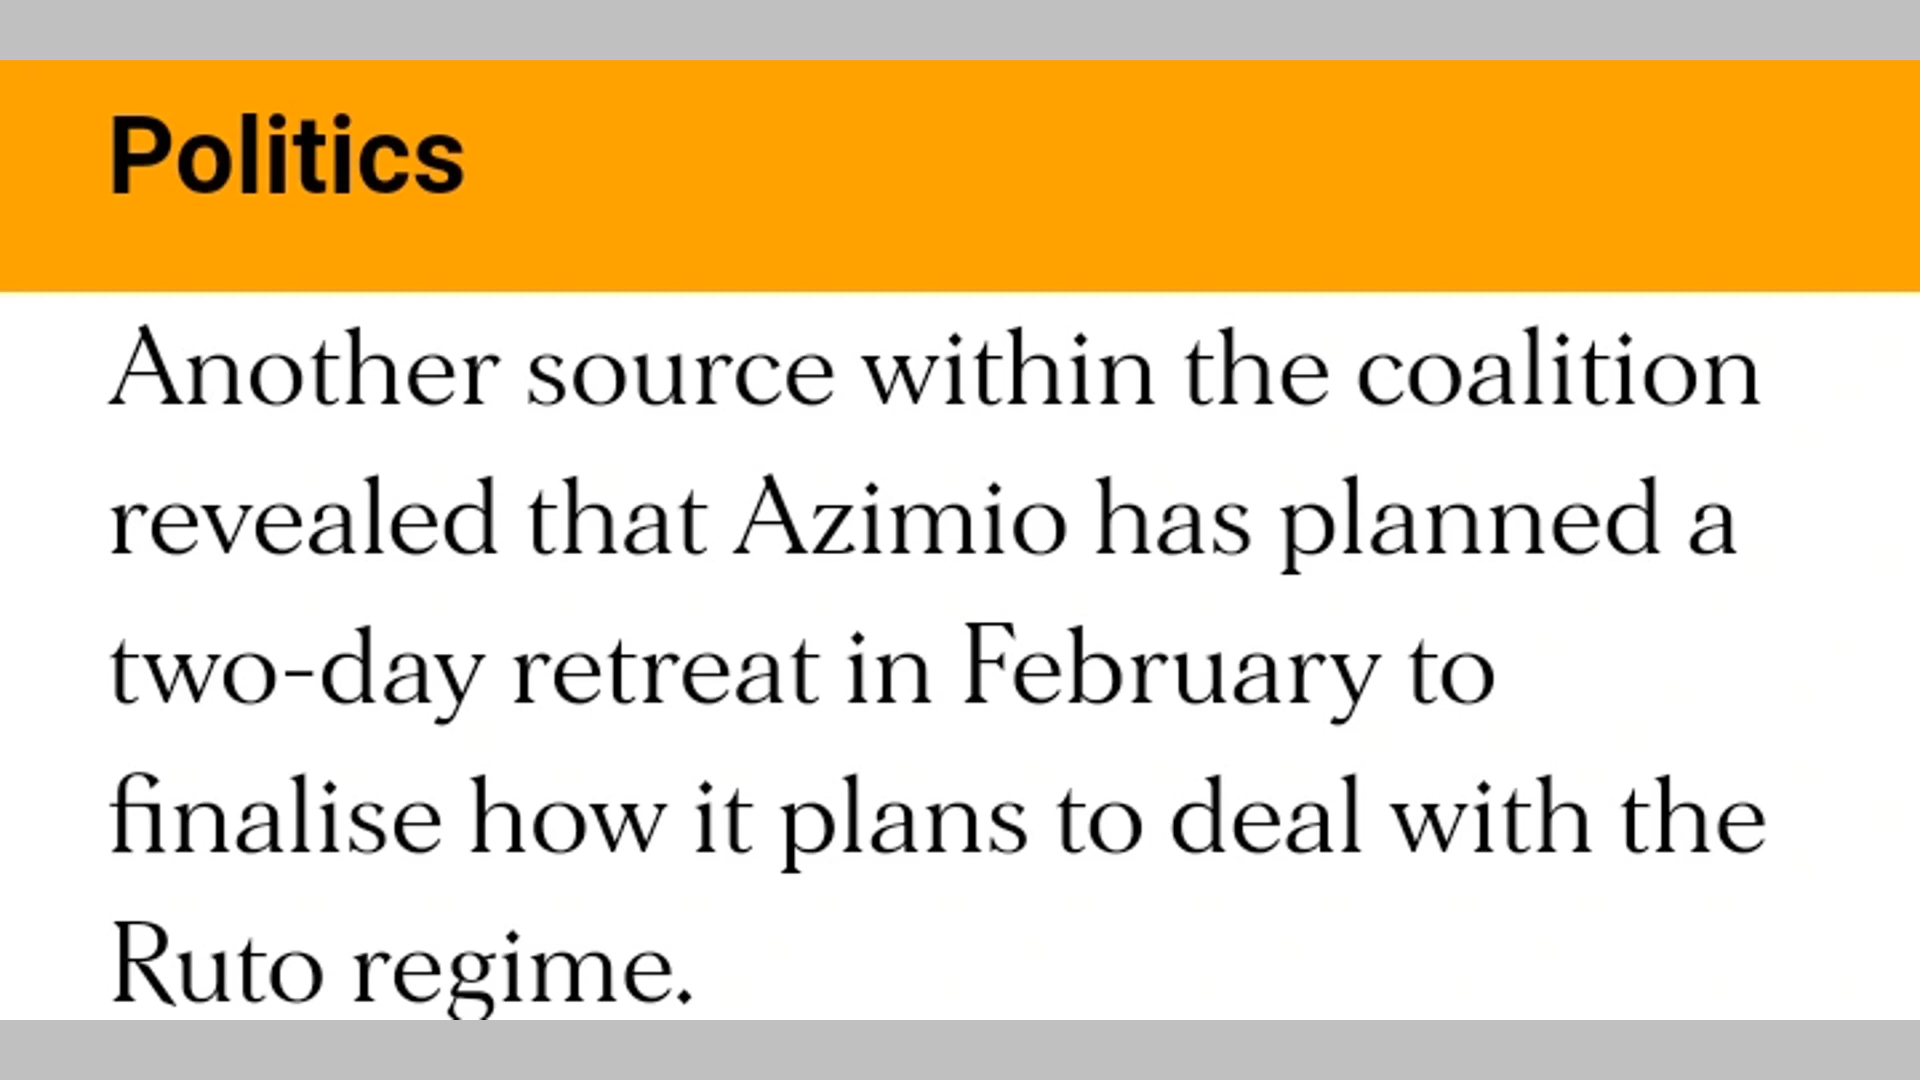 Politics
Another source within the coalition
revealed that Azimio has planned a
two-day retreat in February to
finalise how it plans to deal with the
Ruto regime.